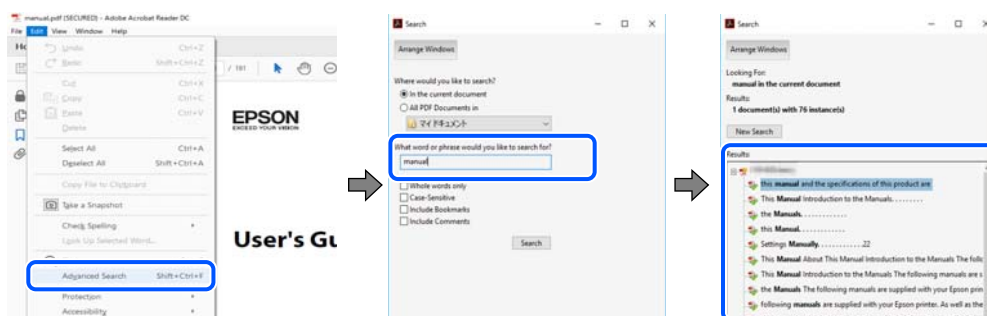 manual.pdf (SECURED) - Adobe Acrobat Reader DC
File Edit View Window Help
Undo Ctrl+Z
Redo Shift+Ctrl+Z
Cut Ctrl+X
Copy Ctrl+C
Paste Ctrl+V
Delete
Select All Ctrl+A
Deselect All Shift+Ctrl+A
Copy File to Clipboard
Take a Snapshot
Check Spelling
Look Up Selected Word...
Advanced Search Shift+Ctrl+F
Protection
Accessibility
/ 181
EPSON
EXCEED YOUR VISION
User's Gu
Search
Arrange Windows
Where would you like to search?
In the current document
All PDF Documents in
マイ ドキュメント
What word or phrase would you like to search for?
manual
Whole words only
Case-Sensitive
Include Bookmarks
Include Comments
Search
Search
Arrange Windows
Looking For:
manual in the current document
Results:
1 document(s) with 76 instance(s)
New Search
Results:
this manual and the specifications of this product are
This Manual Introduction to the Manuals. . . . . . . . .
the Manuals. . . . . . . . . . . . .
this Manual. . . . . . . . . . . . .
Settings Manually. . . . . . . . . . . . .22
This Manual About This Manual Introduction to the Manuals The follo
This Manual Introduction to the Manuals The following manuals are s
the Manuals The following manuals are supplied with your Epson prin
following manuals are supplied with your Epson printer. As well as the